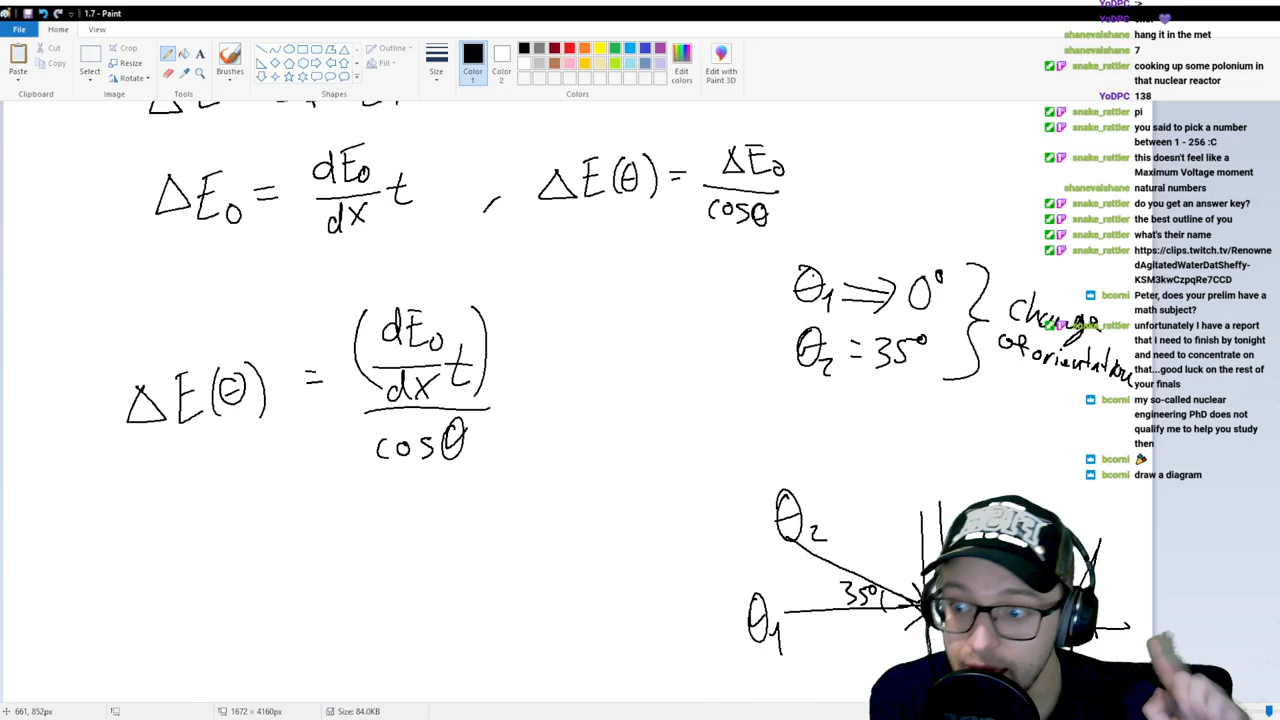 1.7 - Paint
File
Home
View
Paste
Cut
Copy
Clipboard
Select
Crop
Resize
Rotate
Image
Tools
Brushes
Shapes
Outline
Fill
Size
Color 1
Color 2
Colors
Edit colors
Edit with Paint 3D
ΔE₀ = dE₀/dx t , ΔE(θ) = ΔE₀/cosθ
θ₁ ⟹ 0°
θ₂ = 35°
change
of orientation
ΔE(θ) = (dE₀/dx t)/cosθ
θ₂
35°
θ₁
YoDPC :>
hang it in the met
shanevaishane
7
snake_rattler cooking up some polonium in
that nuclear reactor
YoDPC 138
snake_rattler pi
snake_rattler you said to pick a number
between 1 - 256 :C
snake_rattler this doesn't feel like a
Maximum Voltage moment
shanevaishane natural numbers
snake_rattler do you get an answer key?
snake_rattler the best outline of you
snake_rattler what's their name
snake_rattler https://clips.twitch.tv/Renowne
dAgitatedWaterDatSheffy-
KSM3kwCzpqRe7CCD
bcorni Peter, does your prelim have a
math subject?
snake_rattler unfortunately I have a report
that I need to finish by tonight
and need to concentrate on
that...good luck on the rest of
your finals
bcorni my so-called nuclear
engineering PhD does not
qualify me to help you study
then
bcorni
bcorni draw a diagram
661, 852px
1672 × 4160px
Size: 84.0KB